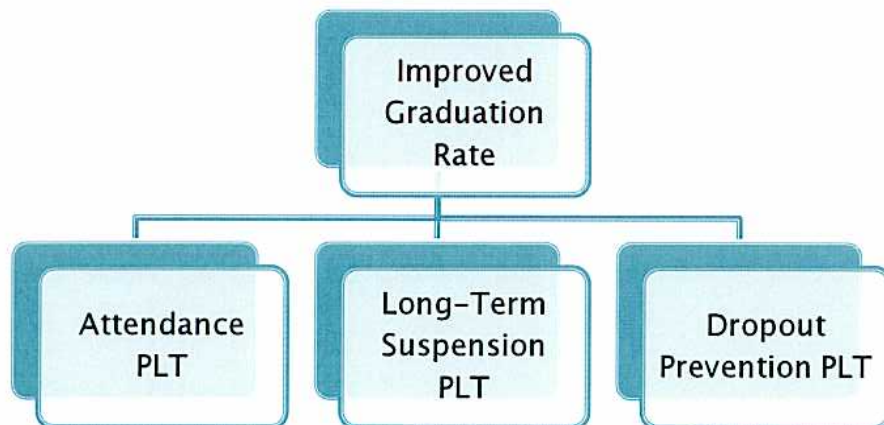 Improved
Graduation
Rate
Attendance
PLT
Long-Term
Suspension
PLT
Dropout
Prevention PLT